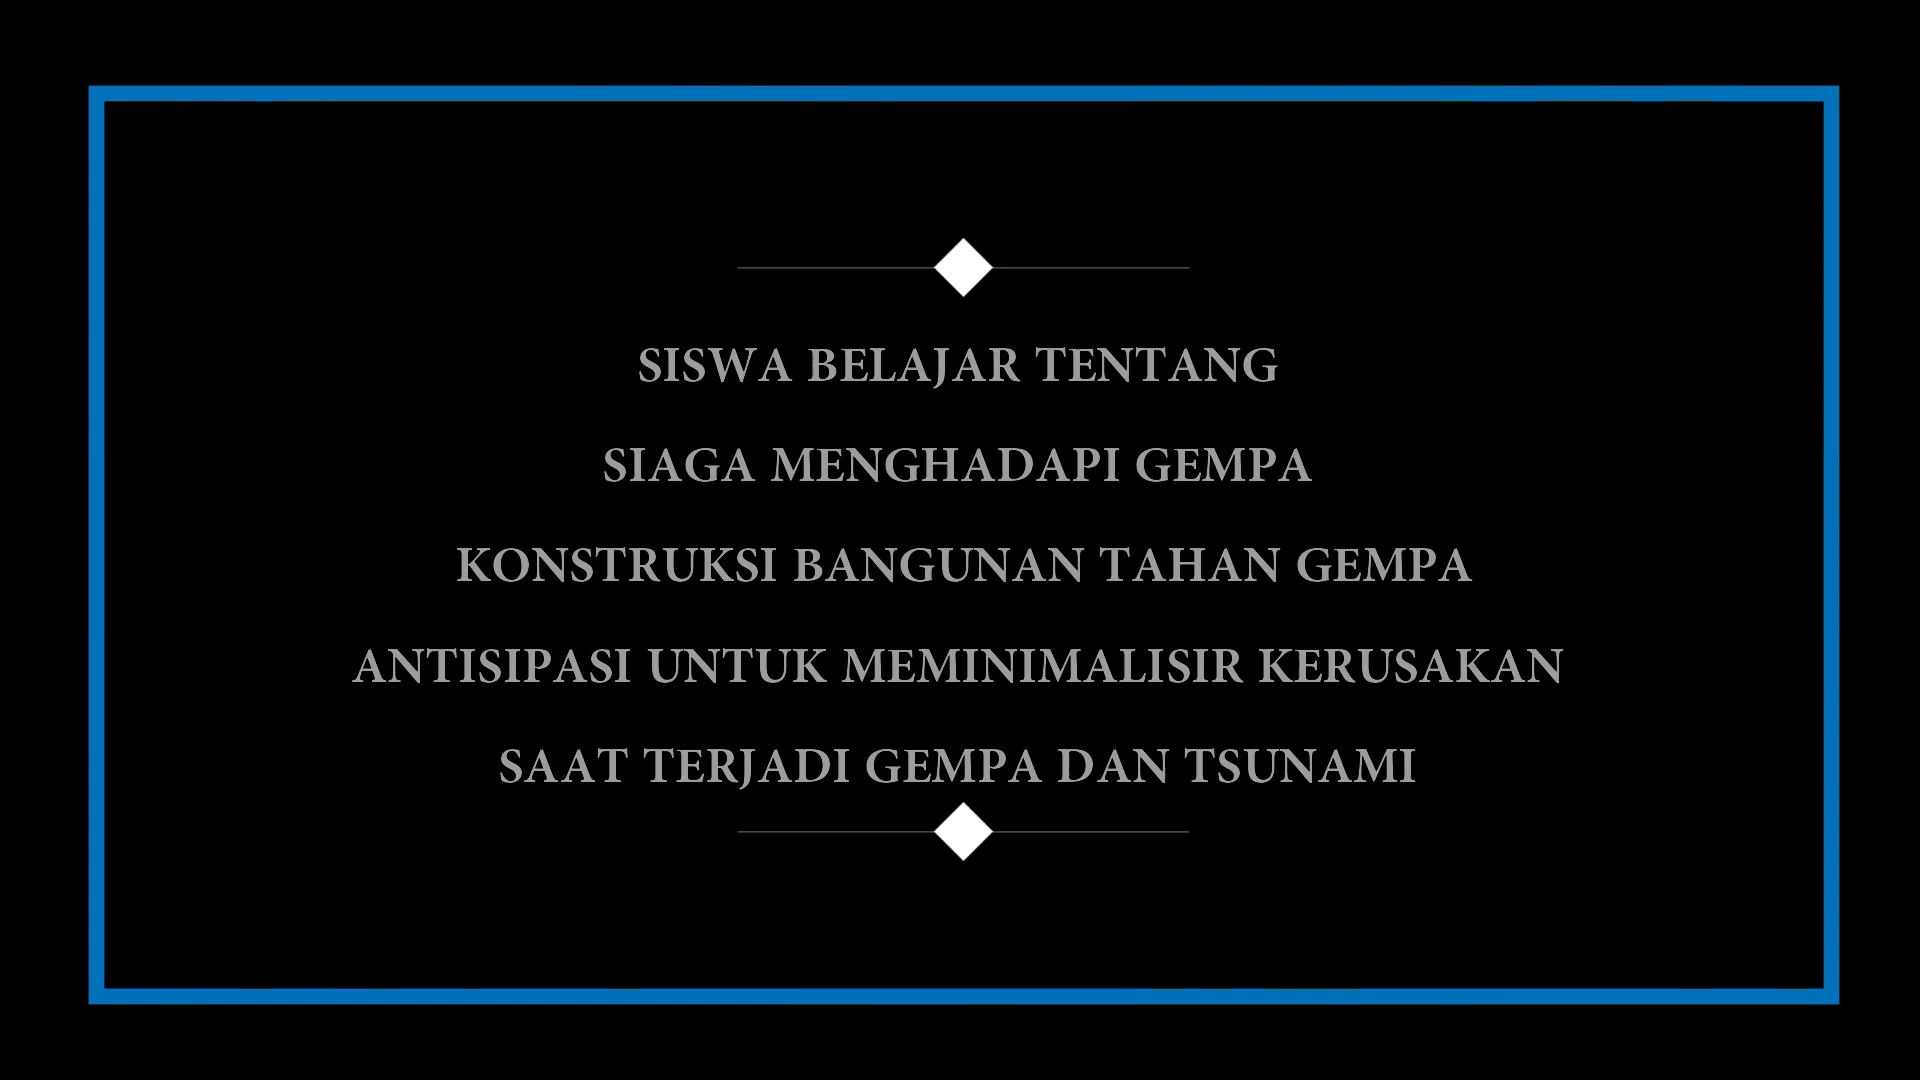 SISWA BELAJAR TENTANG
SIAGA MENGHADAPI GEMPA
KONSTRUKSI BANGUNAN TAHAN GEMPA
ANTISIPASI UNTUK MEMINIMALISIR KERUSAKAN
SAAT TERJADI GEMPA DAN TSUNAMI